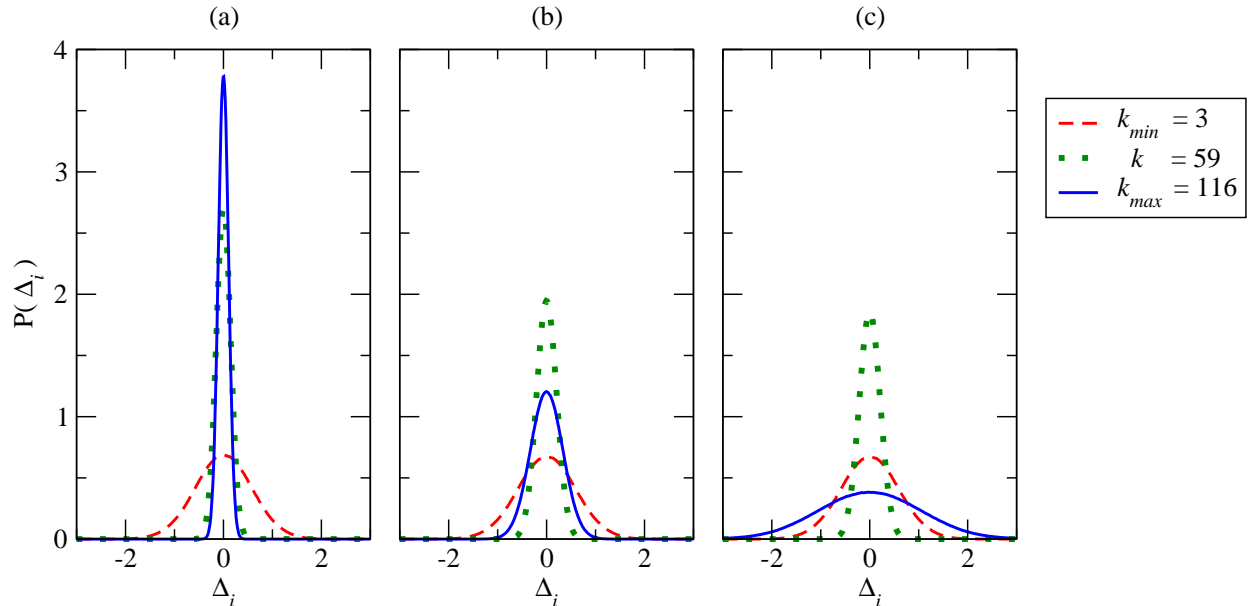 (a) (b) (c)
4
3
2
1
0
P( Δ_i )
-2 0 2 -2 0 2 -2 0 2
Δ_i Δ_i Δ_i
k_min = 3
k = 59
k_max = 116